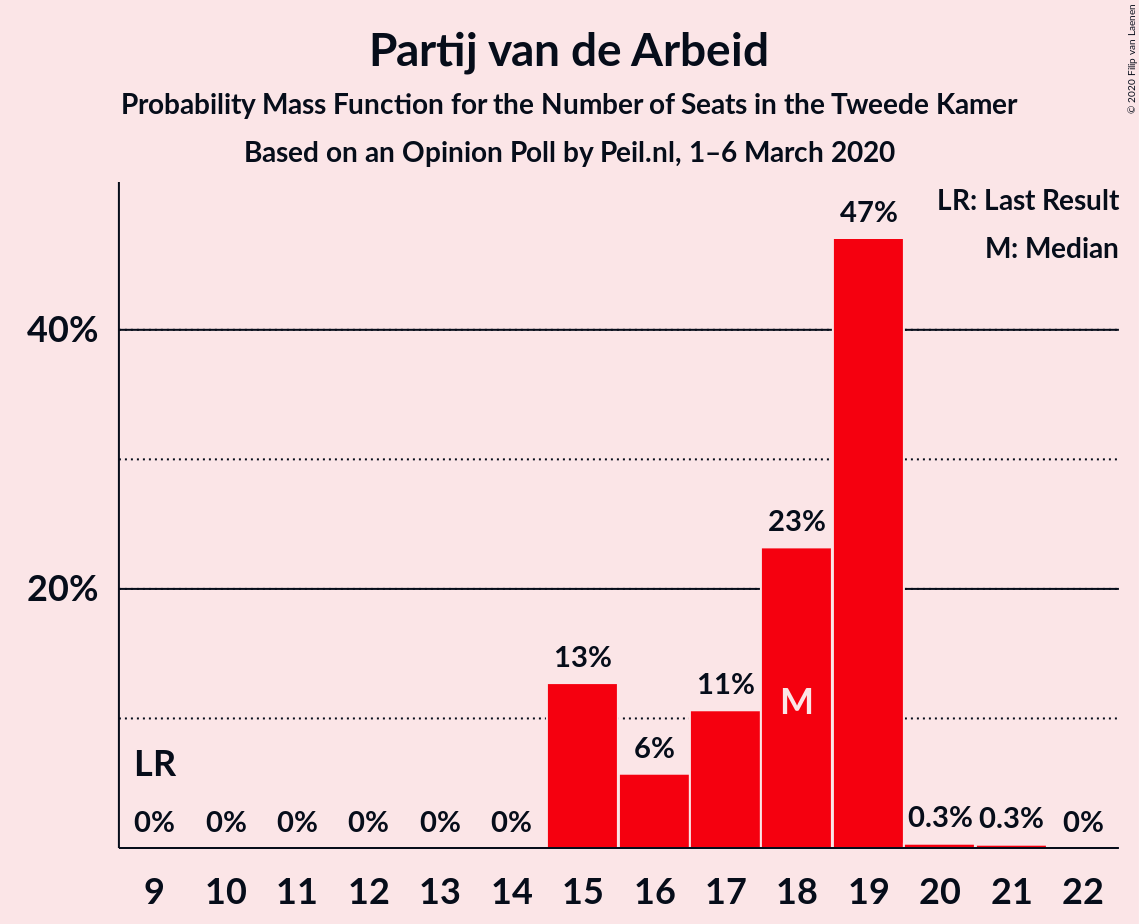 Partij van de Arbeid
Probability Mass Function for the Number of Seats in the Tweede Kamer
Based on an Opinion Poll by Peil.nl, 1–6 March 2020
© 2020 Filip van Laenen
LR: Last Result
M: Median
47%
40%
23%
20%
13%
11%
M
6%
LR
0% 0% 0% 0% 0% 0% 0.3% 0.3% 0%
9 10 11 12 13 14 15 16 17 18 19 20 21 22